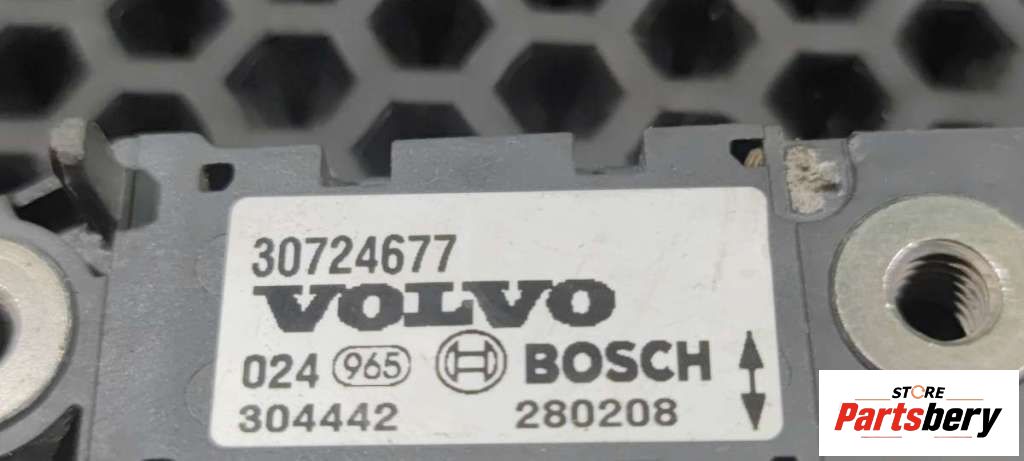 30724677
VOLVO
024 965 BOSCH
304442 280208
STORE
Partsbery